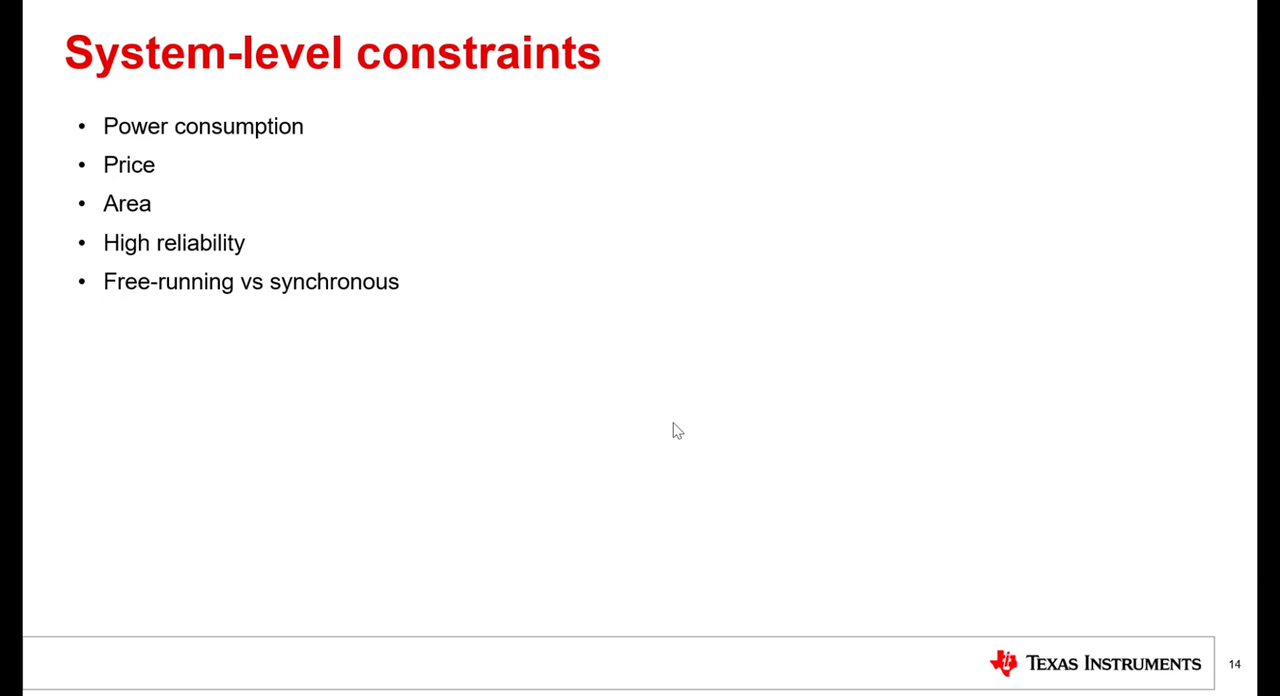 System-level constraints
• Power consumption
• Price
• Area
• High reliability
• Free-running vs synchronous
TEXAS INSTRUMENTS
14